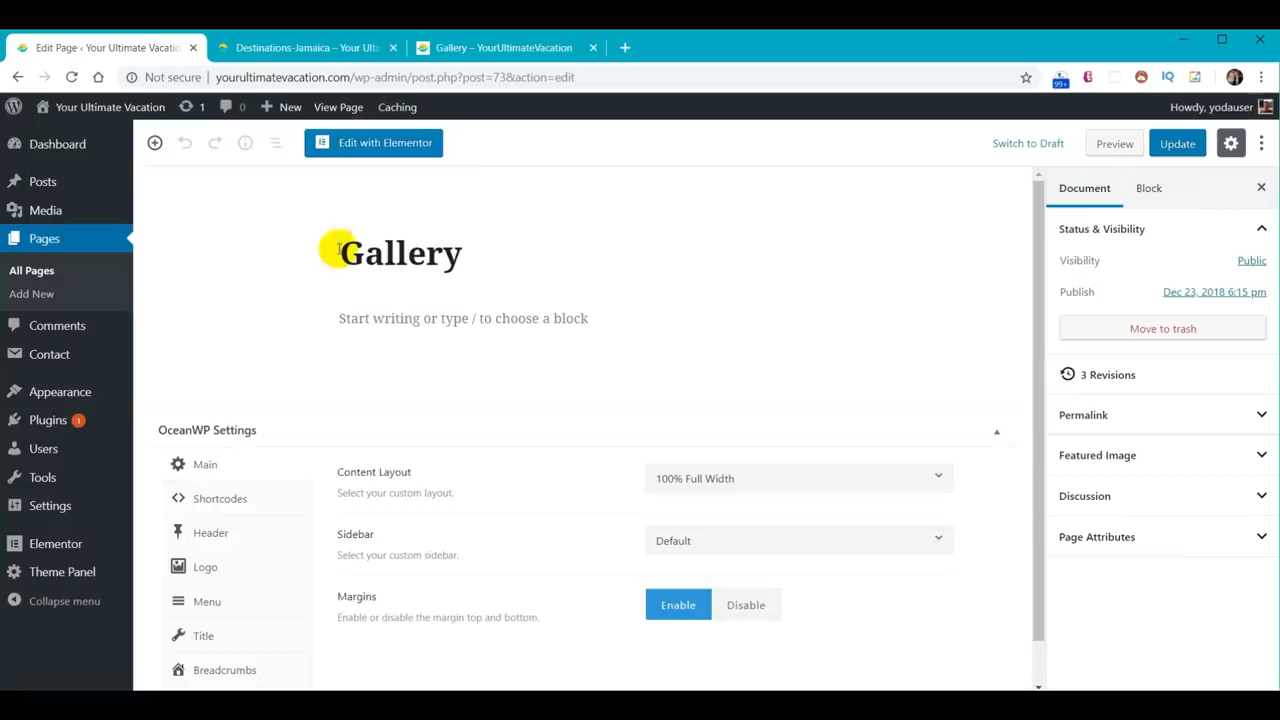 Edit Page ‹ Your Ultimate Vacatio
Destinations-Jamaica – Your Ulti
Gallery – YourUltimateVacation
Not secure
yourultimatevacation.com/wp-admin/post.php?post=73&action=edit
99+
IQ
Your Ultimate Vacation
1
0
New
View Page
Caching
Howdy, yodauser
Dashboard
Posts
Media
Pages
All Pages
Add New
Comments
Contact
Appearance
Plugins 1
Users
Tools
Settings
Elementor
Theme Panel
Collapse menu
Edit with Elementor
Switch to Draft
Preview
Update
Gallery
Start writing or type / to choose a block
OceanWP Settings
Main
Shortcodes
Header
Logo
Menu
Title
Breadcrumbs
Content Layout
Select your custom layout.
100% Full Width
Sidebar
Select your custom sidebar.
Default
Margins
Enable or disable the margin top and bottom.
Enable
Disable
Document
Block
Status & Visibility
Visibility
Public
Publish
Dec 23, 2018 6:15 pm
Move to trash
3 Revisions
Permalink
Featured Image
Discussion
Page Attributes